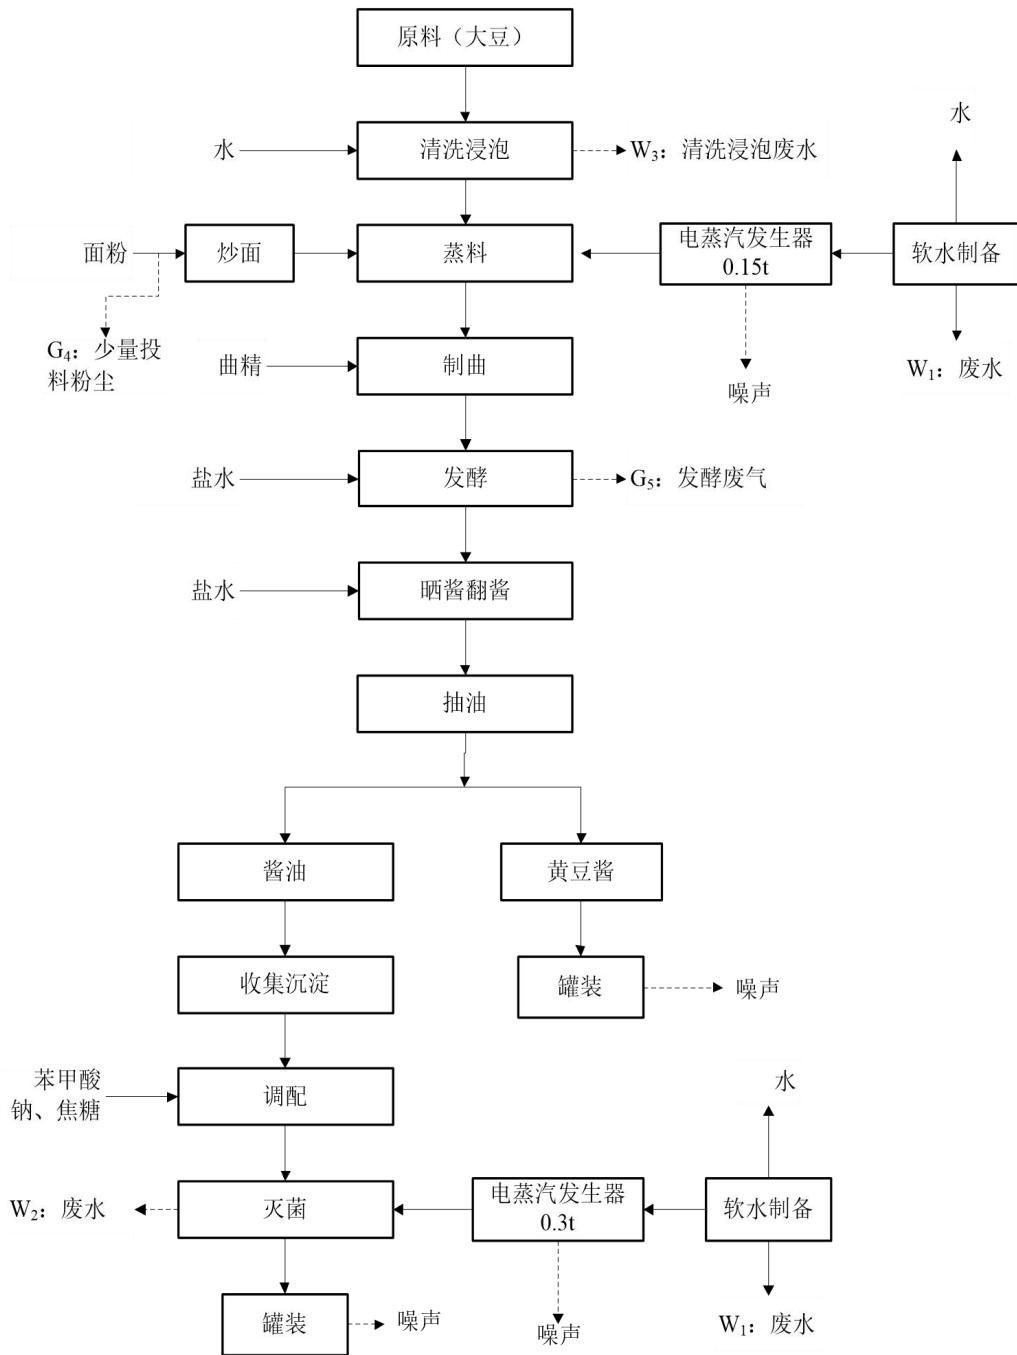 原料（大豆）
水
水
清洗浸泡
W₃：清洗浸泡废水
面粉
炒面
蒸料
电蒸汽发生器
0.15t
软水制备
G₄：少量投
料粉尘
曲精
制曲
噪声
W₁：废水
盐水
发酵
G₅：发酵废气
盐水
晒酱翻酱
抽油
酱油
黄豆酱
收集沉淀
罐装
噪声
苯甲酸
钠、焦糖
调配
水
W₂：废水
灭菌
电蒸汽发生器
0.3t
软水制备
罐装
噪声
噪声
W₁：废水